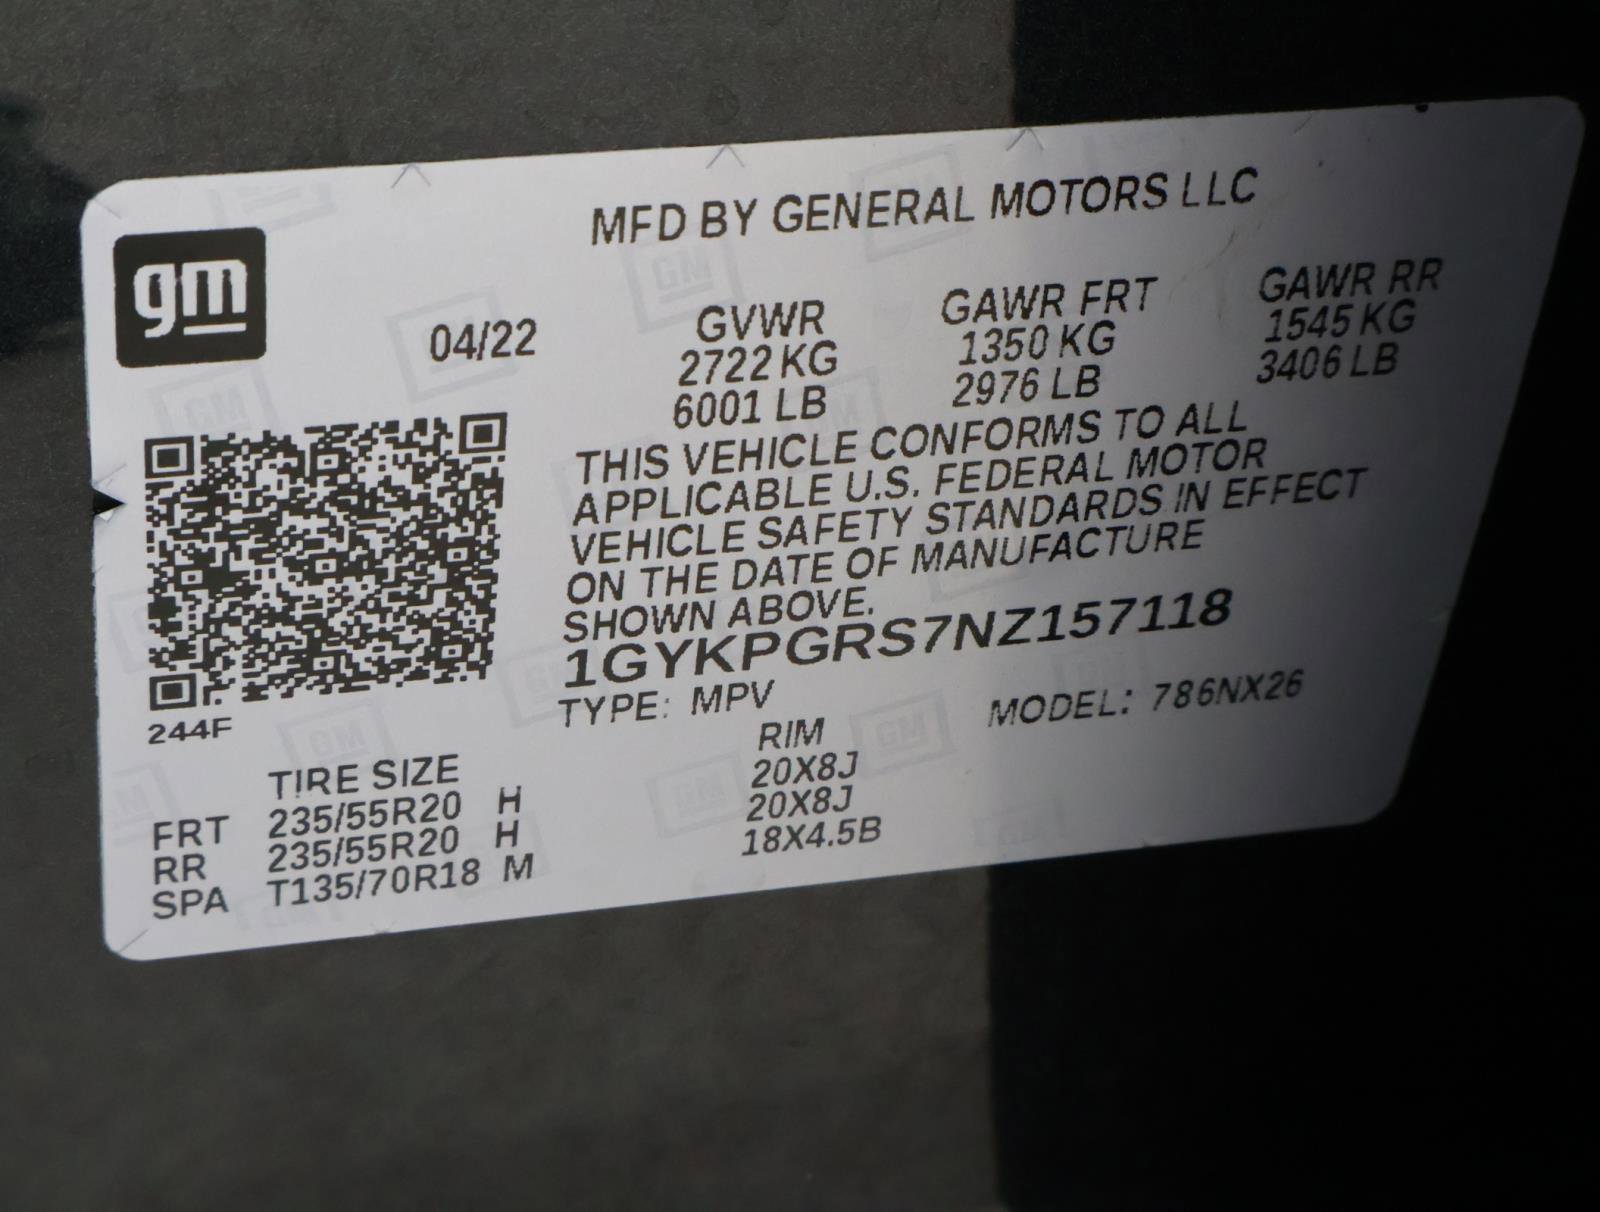 gm
MFD BY GENERAL MOTORS LLC
04/22
GVWR GAWR FRT GAWR RR
2722 KG 1350 KG 1545 KG
6001 LB 2976 LB 3406 LB
THIS VEHICLE CONFORMS TO ALL
APPLICABLE U.S. FEDERAL MOTOR
VEHICLE SAFETY STANDARDS IN EFFECT
ON THE DATE OF MANUFACTURE
SHOWN ABOVE.
1GYKPGRS7NZ157118
TYPE: MPV MODEL: 786NX26
244F
TIRE SIZE RIM
FRT 235/55R20 H 20X8J
RR 235/55R20 H 20X8J
SPA T135/70R18 M 18X4.5B